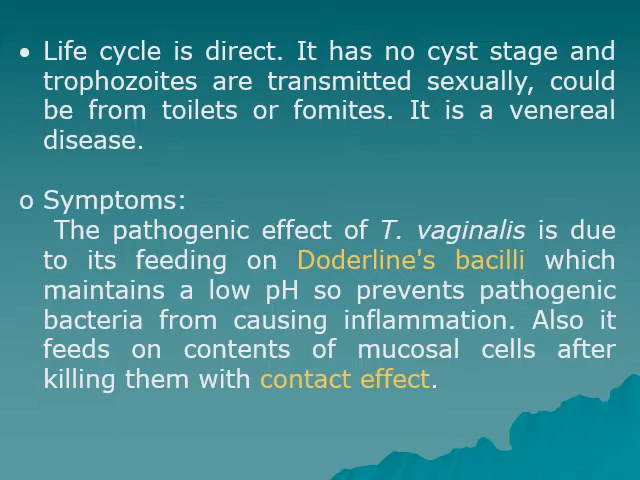 • Life cycle is direct. It has no cyst stage and
trophozoites are transmitted sexually, could
be from toilets or fomites. It is a venereal
disease.
o Symptoms:
The pathogenic effect of T. vaginalis is due
to its feeding on Doderline's bacilli which
maintains a low pH so prevents pathogenic
bacteria from causing inflammation. Also it
feeds on contents of mucosal cells after
killing them with contact effect.